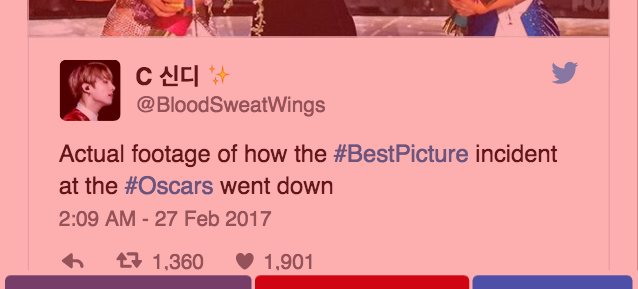 C 신디 ✨
@BloodSweatWings
Actual footage of how the #BestPicture incident
at the #Oscars went down
2:09 AM - 27 Feb 2017
1,360 1,901